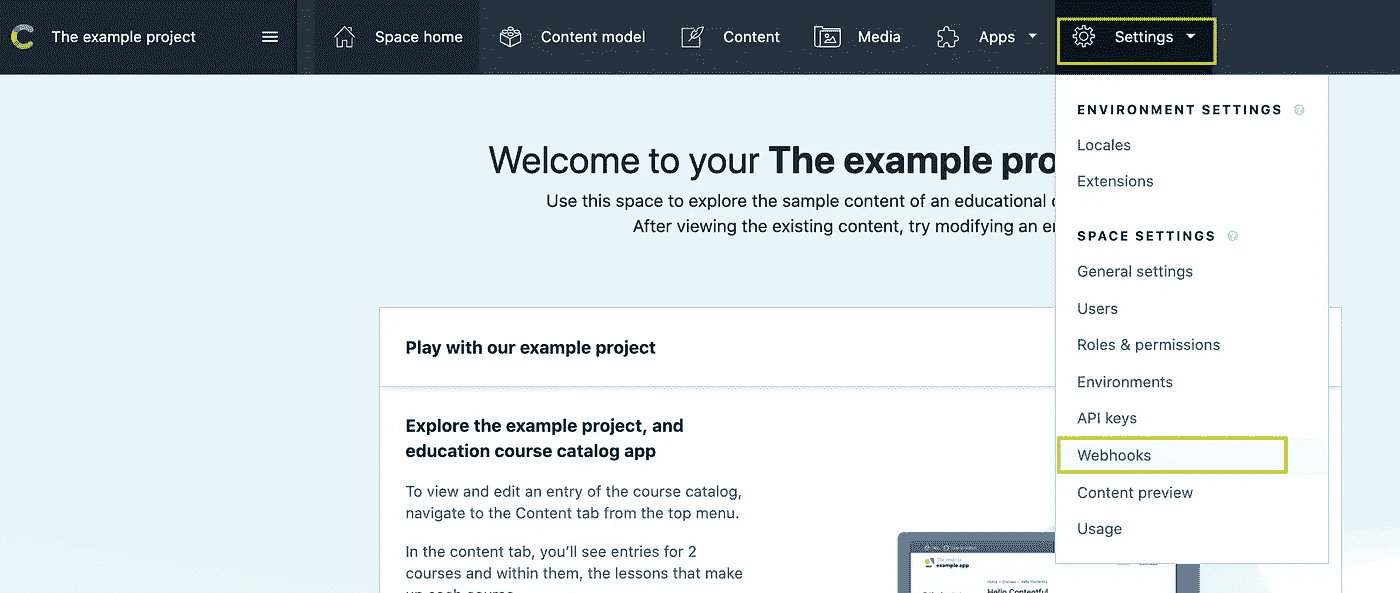 The example project
Space home
Content model
Content
Media
Apps
Settings
ENVIRONMENT SETTINGS
Locales
Extensions
SPACE SETTINGS
General settings
Users
Roles & permissions
Environments
API keys
Webhooks
Content preview
Usage
Welcome to your The example pro
Use this space to explore the sample content of an educational
After viewing the existing content, try modifying an
Play with our example project
Explore the example project, and
education course catalog app
To view and edit an entry of the course catalog,
navigate to the Content tab from the top menu.
In the content tab, you’ll see entries for 2
courses and within them, the lessons that make
up each course.
example app
Hello Contentful